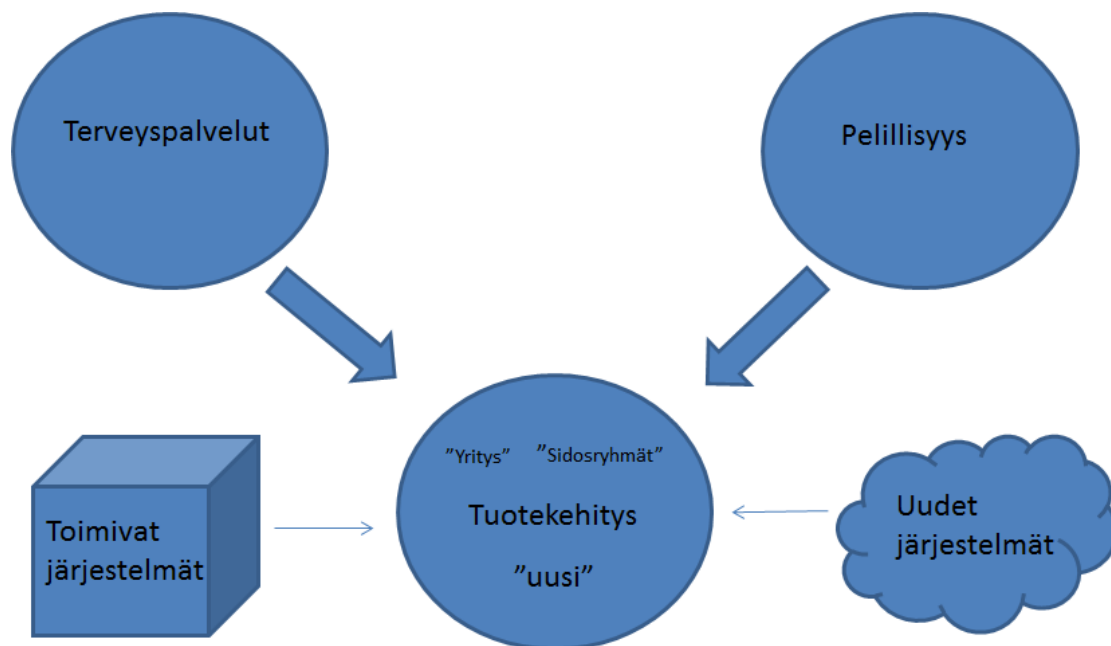 Terveyspalvelut
Pelillisyys
”Yritys” ”Sidosryhmät”
Tuotekehitys
”uusi”
Toimivat
järjestelmät
Uudet
järjestelmät